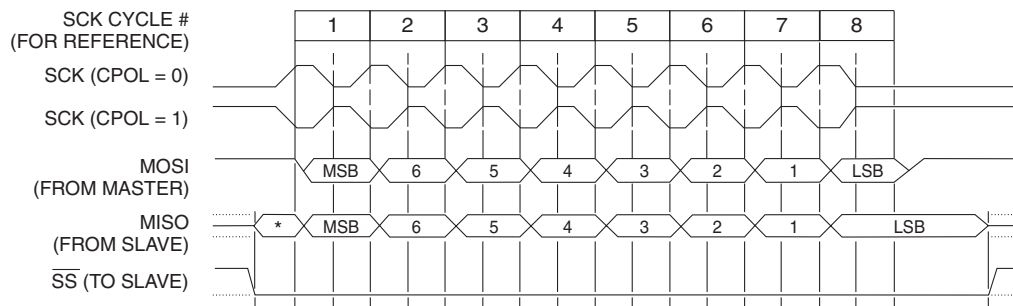 SCK CYCLE #
(FOR REFERENCE)
1 2 3 4 5 6 7 8
SCK (CPOL = 0)
SCK (CPOL = 1)
MOSI
(FROM MASTER)
MSB 6 5 4 3 2 1 LSB
MISO
(FROM SLAVE)
* MSB 6 5 4 3 2 1 LSB
SS (TO SLAVE)